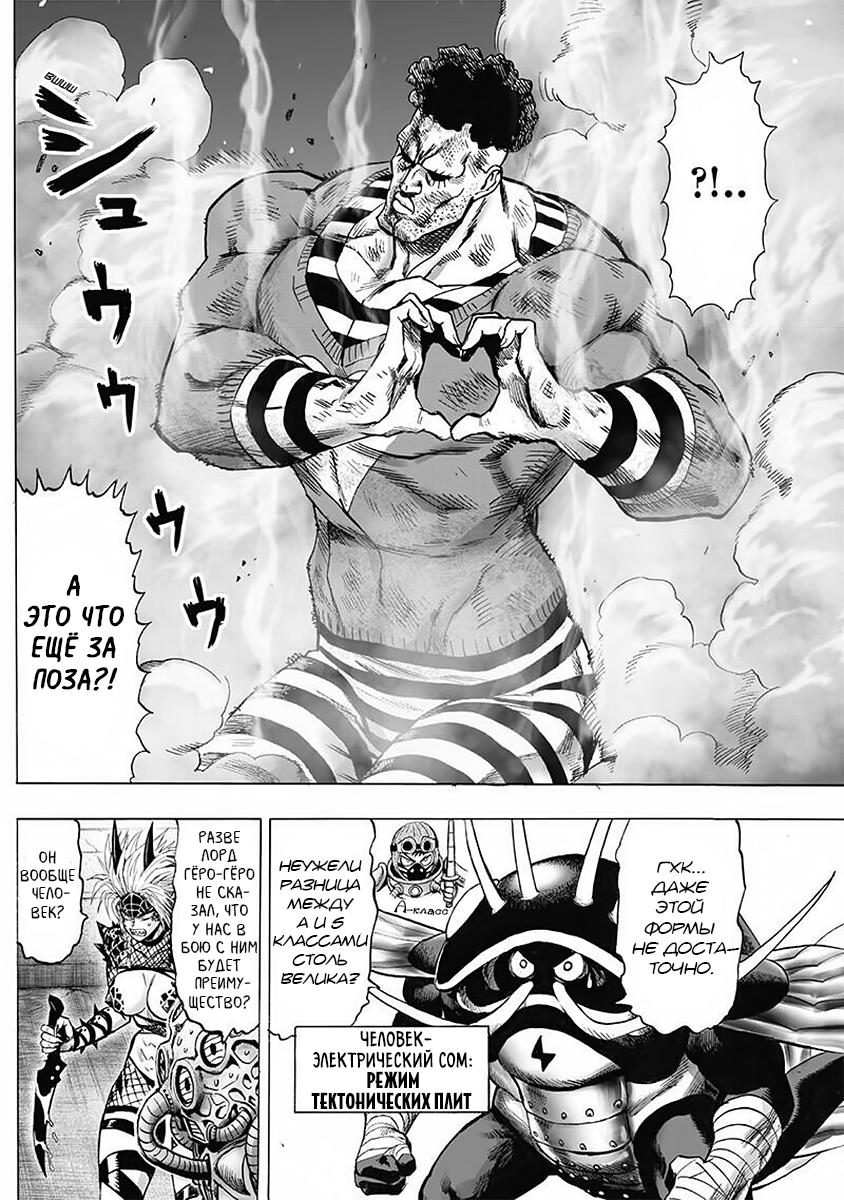 ?!..
ВШШШ
シュウウウウ
А
ЭТО ЧТО
ЕЩЁ ЗА
ПОЗА?!
ГХК...
ДАЖЕ
ЭТОЙ
ФОРМЫ
НЕ ДОСТА-
ТОЧНО.
А-класс
НЕУЖЕЛИ
РАЗНИЦА
МЕЖДУ
А И S
КЛАССАМИ
СТОЛЬ
ВЕЛИКА?
ЧЕЛОВЕК-
ЭЛЕКТРИЧЕСКИЙ СОМ:
РЕЖИМ
ТЕКТОНИЧЕСКИХ ПЛИТ
РАЗВЕ
ЛОРД
ГЁРО-ГЁРО
НЕ СКА-
ЗАЛ, ЧТО
У НАС В
БОЮ С НИМ
БУДЕТ
ПРЕИМУ-
ЩЕСТВО?
ОН
ВООБЩЕ
ЧЕЛО-
ВЕК?